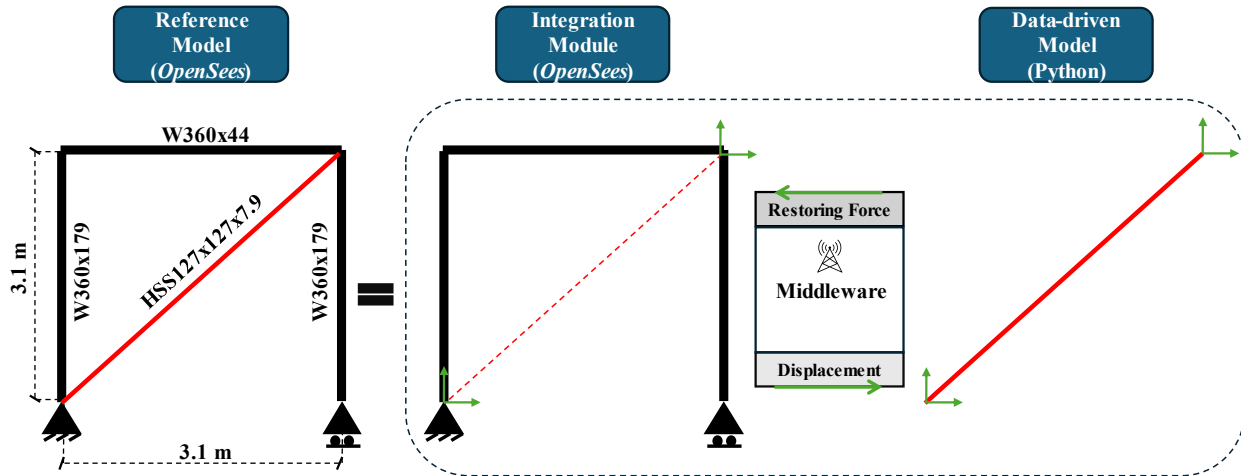 Reference
Model
(OpenSees)
Integration
Module
(OpenSees)
Data-driven
Model
(Python)
W360x44
3.1 m
W360x179
HSS127x127x7.9
W360x179
3.1 m
Restoring Force
Middleware
Displacement